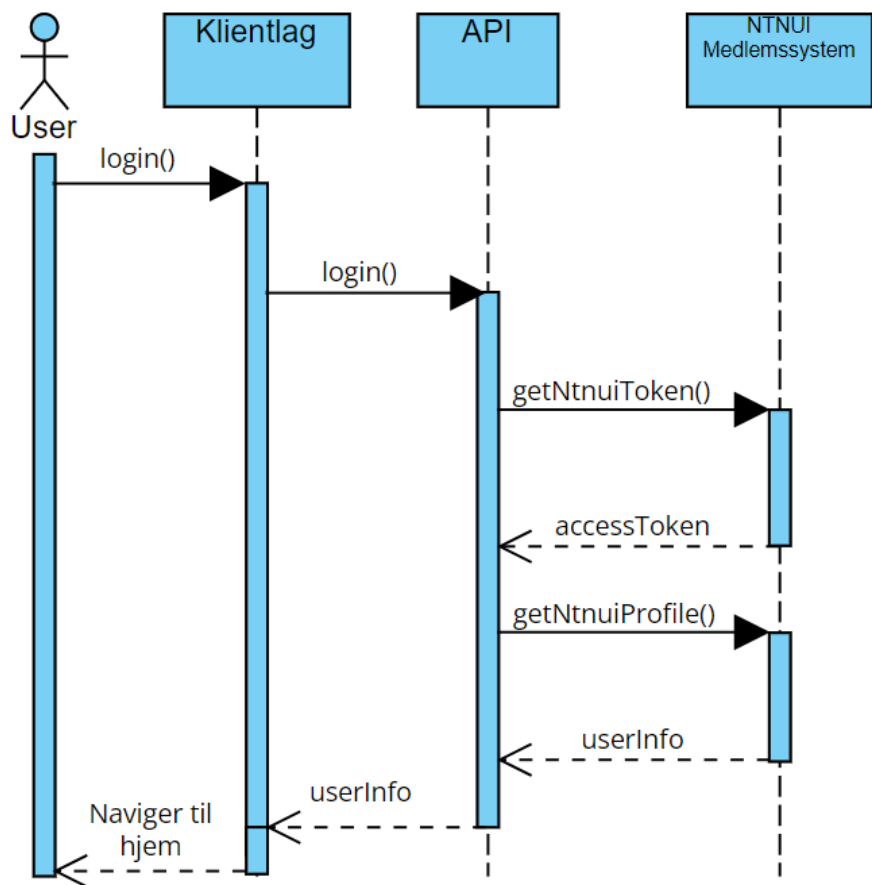 Klientlag
API
NTNUI
Medlemssystem
User
login()
login()
getNtnuiToken()
accessToken
getNtnuiProfile()
userInfo
userInfo
Naviger til
hjem